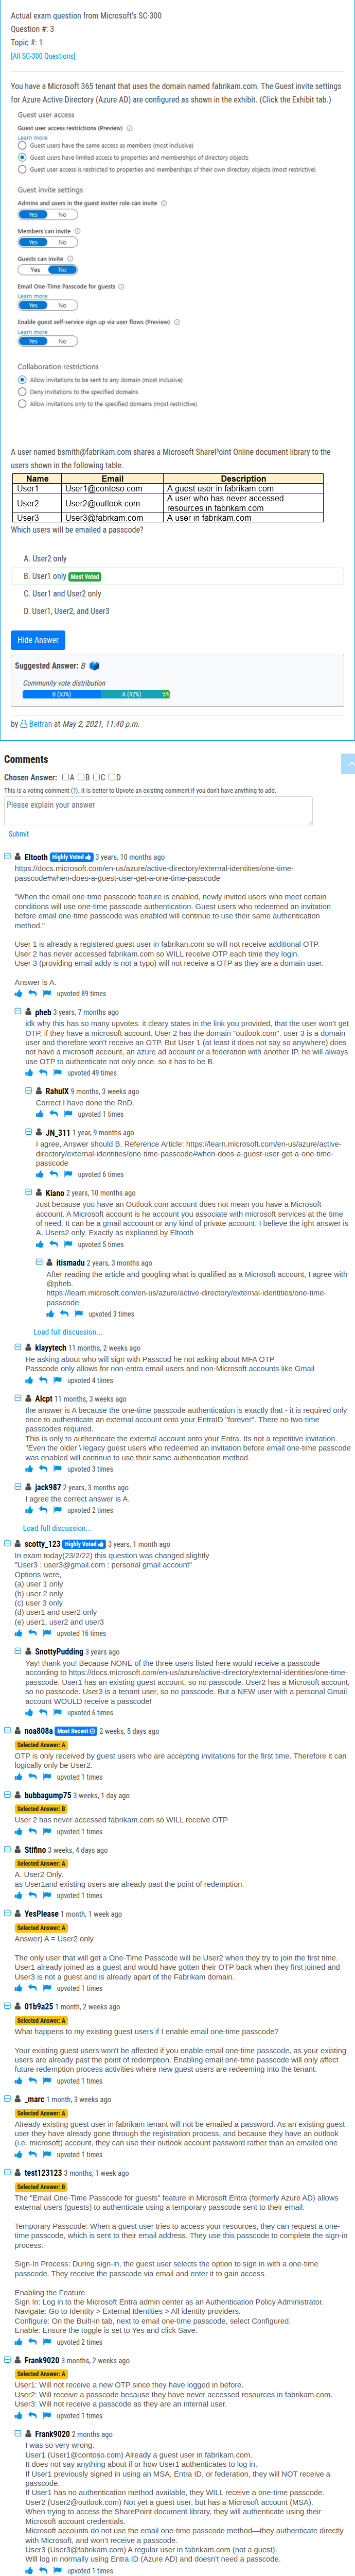 Actual exam question from Microsoft's SC-300
Question #: 3
Topic #: 1
[All SC-300 Questions]
You have a Microsoft 365 tenant that uses the domain named fabrikam.com. The Guest invite settings
for Azure Active Directory (Azure AD) are configured as shown in the exhibit. (Click the Exhibit tab.)
Guest user access
Guest user access restrictions (Preview)
Learn more
Guest users have the same access as members (most inclusive)
Guest users have limited access to properties and memberships of directory objects
Guest user access is restricted to properties and memberships of their own directory objects (most restrictive)
Guest invite settings
Admins and users in the guest inviter role can invite
Yes No
Members can invite
Yes No
Guests can invite
Yes No
Email One-Time Passcode for guests
Learn more
Yes No
Enable guest self-service sign up via user flows (Preview)
Learn more
Yes No
Collaboration restrictions
Allow invitations to be sent to any domain (most inclusive)
Deny invitations to the specified domains
Allow invitations only to the specified domains (most restrictive)
A user named bsmith@fabrikam.com shares a Microsoft SharePoint Online document library to the
users shown in the following table.
Name Email Description
User1 User1@contoso.com A guest user in fabrikam.com
User2 User2@outlook.com A user who has never accessed
resources in fabrikam.com
User3 User3@fabrkam.com A user in fabrikam.com
Which users will be emailed a passcode?
A. User2 only
B. User1 only Most Voted
C. User1 and User2 only
D. User1, User2, and User3
Hide Answer
Suggested Answer: B
Community vote distribution
B (53%) A (42%) 5%
by Beitran at May 2, 2021, 11:40 p.m.
Comments
Chosen Answer: A B C D
This is a voting comment (?). It is better to Upvote an existing comment if you don't have anything to add.
Please explain your answer
Submit
Eltooth Highly Voted 3 years, 10 months ago
https://docs.microsoft.com/en-us/azure/active-directory/external-identities/one-time-
passcode#when-does-a-guest-user-get-a-one-time-passcode
"When the email one-time passcode feature is enabled, newly invited users who meet certain
conditions will use one-time passcode authentication. Guest users who redeemed an invitation
before email one-time passcode was enabled will continue to use their same authentication
method."
User 1 is already a registered guest user in fabrikan.com so will not receive additional OTP.
User 2 has never accessed fabrikam.com so WILL receive OTP each time they login.
User 3 (providing email addy is not a typo) will not receive a OTP as they are a domain user.
Answer is A.
upvoted 89 times
pheb 3 years, 7 months ago
idk why this has so many upvotes. it cleary states in the link you provided, that the user won't get
OTP, if they have a microsoft account. User 2 has the domain "outlook.com". user 3 is a domain
user and therefore won't receive an OTP. But User 1 (at least it does not say so anywhere) does
not have a microsoft account, an azure ad account or a federation with another IP. he will always
use OTP to authenticate not only once. so it has to be B.
upvoted 49 times
RahulX 9 months, 3 weeks ago
Correct I have done the RnD.
upvoted 1 times
JN_311 1 year, 9 months ago
I agree, Answer should B. Reference Article: https://learn.microsoft.com/en-us/azure/active-
directory/external-identities/one-time-passcode#when-does-a-guest-user-get-a-one-time-
passcode
upvoted 6 times
Kiano 2 years, 10 months ago
Just because you have an Outlook.com account does not mean you have a Microsoft
account. A Microsoft account is he account you associate with microsoft services at the time
of need. It can be a gmail account or any kind of private account. I believe the ight answer is
A, Users2 only. Exactly as explianed by Eltooth
upvoted 5 times
itismadu 2 years, 3 months ago
After reading the article and googling what is qualified as a Microsoft account, I agree with
@pheb.
https://learn.microsoft.com/en-us/azure/active-directory/external-identities/one-time-
passcode
upvoted 3 times
Load full discussion...
klayytech 11 months, 2 weeks ago
He asking about who will sign with Passcod he not asking about MFA OTP
Passcode only allows for non-entra email users and non-Microsoft accounts like Gmail
upvoted 4 times
Alcpt 11 months, 3 weeks ago
the answer is A because the one-time passcode authentication is exactly that - it is required only
once to authenticate an external account onto your EntraID "forever". There no two-time
passcodes required.
This is only to authenticate the external account onto your Entra. Its not a repetitive invitation.
"Even the older \ legacy guest users who redeemed an invitation before email one-time passcode
was enabled will continue to use their same authentication method.
upvoted 3 times
jack987 2 years, 3 months ago
I agree the correct answer is A.
upvoted 2 times
Load full discussion...
scotty_123 Highly Voted 3 years, 1 month ago
In exam today(23/2/22) this question was changed slightly
"User3 : user3@gmail.com : personal gmail account"
Options were,
(a) user 1 only
(b) user 2 only
(c) user 3 only
(d) user1 and user2 only
(e) user1, user2 and user3
upvoted 16 times
SnottyPudding 3 years ago
Yay! thank you! Because NONE of the three users listed here would receive a passcode
according to https://docs.microsoft.com/en-us/azure/active-directory/external-identities/one-time-
passcode. User1 has an existing guest account, so no passcode. User2 has a Microsoft account,
so no passcode. User3 is a tenant user, so no passcode. But a NEW user with a personal Gmail
account WOULD receive a passcode!
upvoted 6 times
noa808a Most Recent 2 weeks, 5 days ago
Selected Answer: A
OTP is only received by guest users who are accepting invitations for the first time. Therefore it can
logically only be User2.
upvoted 1 times
bubbagump75 3 weeks, 1 day ago
Selected Answer: B
User 2 has never accessed fabrikam.com so WILL receive OTP
upvoted 1 times
Stifino 3 weeks, 4 days ago
Selected Answer: A
A. User2 Only.
as User1and existing users are already past the point of redemption.
upvoted 1 times
YesPlease 1 month, 1 week ago
Selected Answer: A
Answer) A = User2 only
The only user that will get a One-Time Passcode will be User2 when they try to join the first time.
User1 already joined as a guest and would have gotten their OTP back when they first joined and
User3 is not a guest and is already apart of the Fabrikam domain.
upvoted 1 times
01b9a25 1 month, 2 weeks ago
Selected Answer: A
What happens to my existing guest users if I enable email one-time passcode?
Your existing guest users won't be affected if you enable email one-time passcode, as your existing
users are already past the point of redemption. Enabling email one-time passcode will only affect
future redemption process activities where new guest users are redeeming into the tenant.
upvoted 1 times
_marc 1 month, 3 weeks ago
Selected Answer: A
Already existing guest user in fabrikam tenant will not be emailed a passcode. As an existing guest
user they have already gone through the registration process, and because they have an outlook
(i.e. microsoft) account, they can use their outlook account password rather than an emailed one
upvoted 1 times
test123123 3 months, 1 week ago
Selected Answer: B
The "Email One-Time Passcode for guests" feature in Microsoft Entra (formerly Azure AD) allows
external users (guests) to authenticate using a temporary passcode sent to their email.
Temporary Passcode: When a guest user tries to access your resources, they can request a one-
time passcode, which is sent to their email address. They use this passcode to complete the sign-in
process.
Sign-In Process: During sign-in, the guest user selects the option to sign in with a one-time
passcode. They receive the passcode via email and enter it to gain access.
Enabling the Feature
Sign In: Log in to the Microsoft Entra admin center as an Authentication Policy Administrator.
Navigate: Go to Identity > External Identities > All identity providers.
Configure: On the Built-in tab, next to email one-time passcode, select Configured.
Enable: Ensure the toggle is set to Yes and click Save.
upvoted 2 times
Frank9020 3 months, 2 weeks ago
Selected Answer: A
User1: Will not receive a new OTP since they have logged in before.
User2: Will receive a passcode because they have never accessed resources in fabrikam.com.
User3: Will not receive a passcode as they are an internal user.
upvoted 1 times
Frank9020 2 months ago
I was so very wrong.
User1 (User1@contoso.com) Already a guest user in fabrikam.com.
It does not say anything about if or how User1 authenticates to log in.
If User1 previously signed in using an MSA, Entra ID, or federation, they will NOT receive a
passcode.
If User1 has no authentication method available, they WILL receive a one-time passcode.
User2 (User2@outlook.com) Not yet a guest user, but has a Microsoft account (MSA).
When trying to access the SharePoint document library, they will authenticate using their
Microsoft account credentials.
Microsoft accounts do not use the email one-time passcode method—they authenticate directly
with Microsoft, and won't receive a passcode.
User3 (User3@fabrikam.com) A regular user in fabrikam.com (not a guest).
Will log in normally using Entra ID (Azure AD) and doesn't need a passcode.
upvoted 1 times